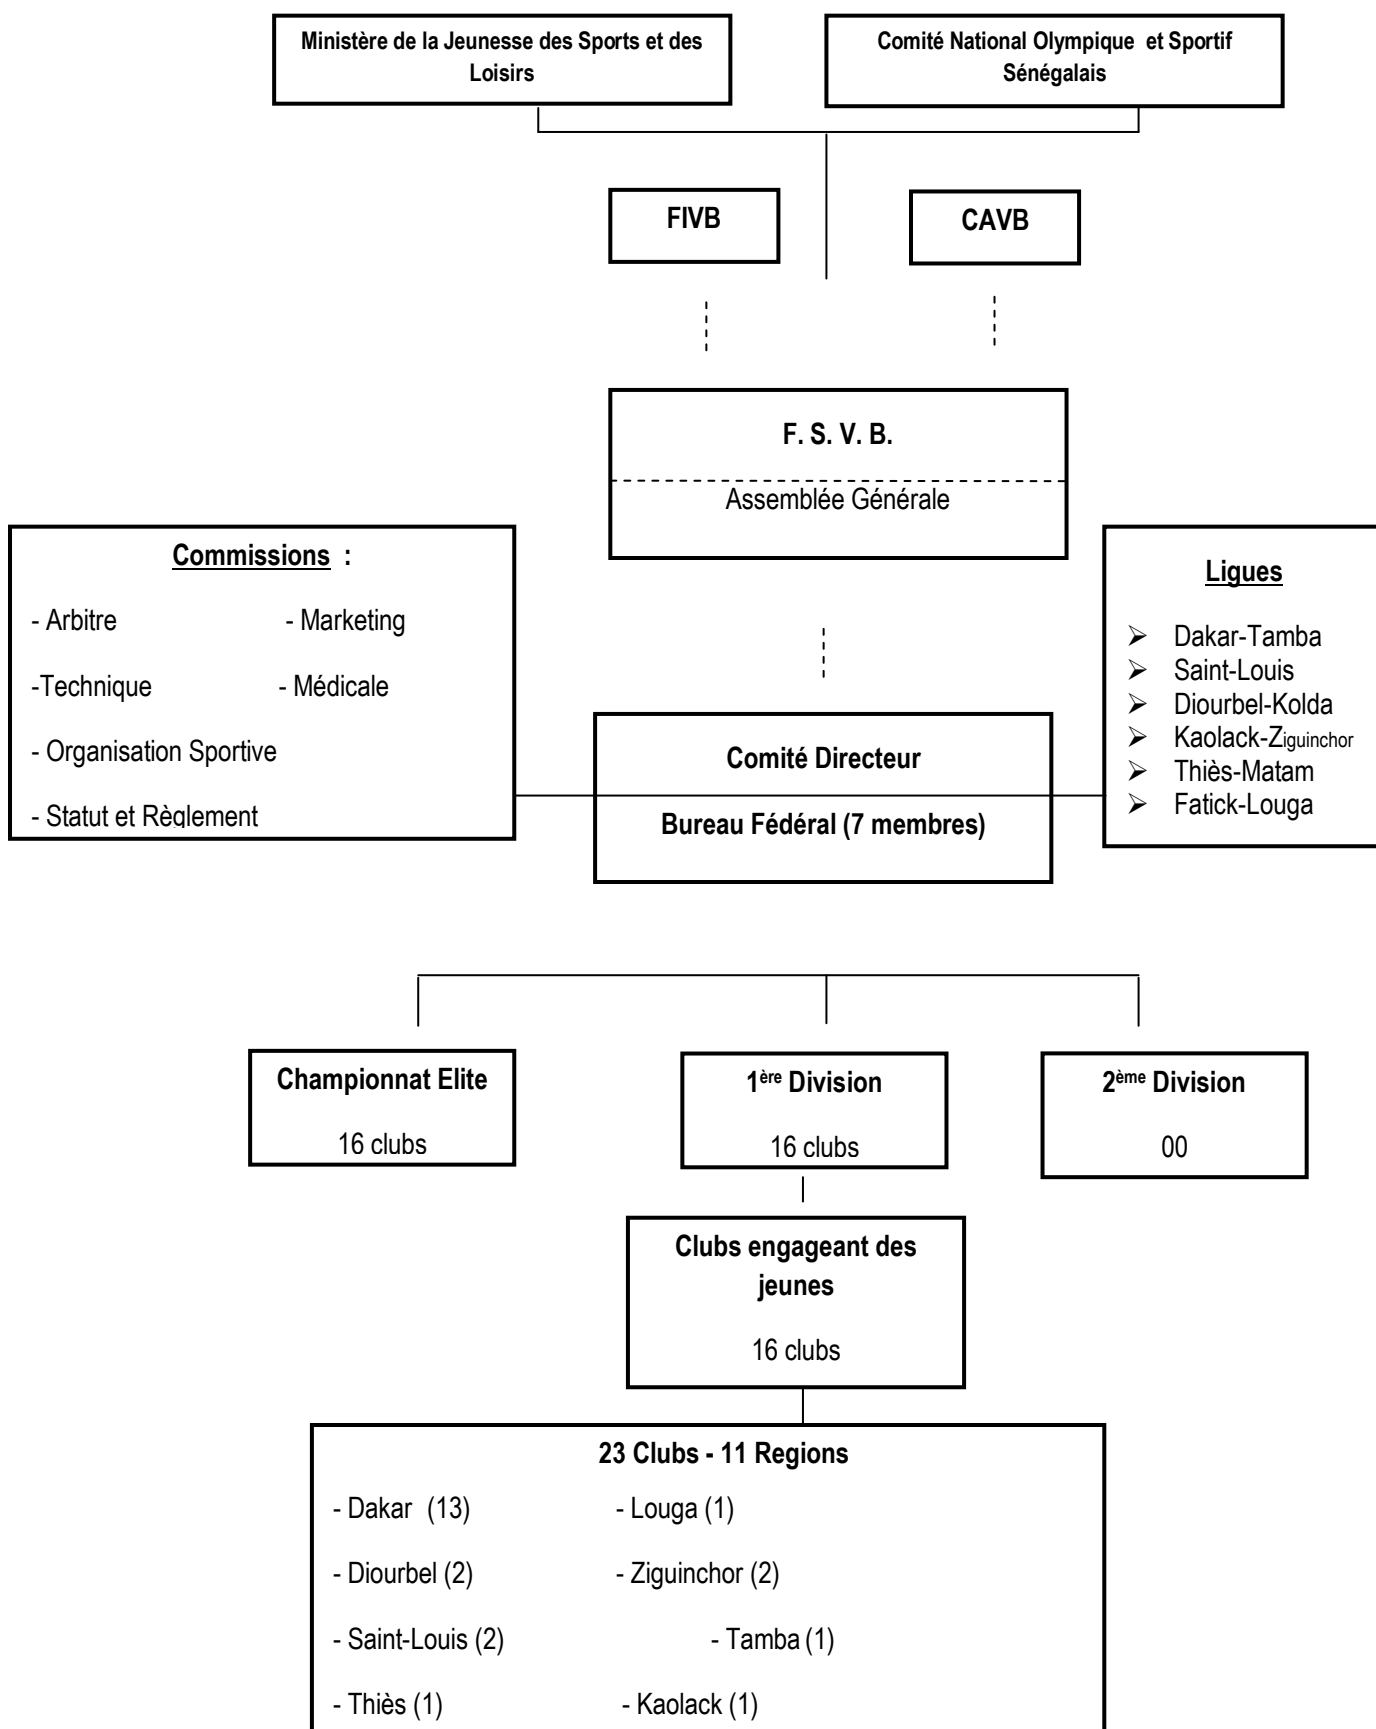 Ministère de la Jeunesse des Sports et des
Loisirs
Comité National Olympique et Sportif
Sénégalais
FIVB
CAVB
F. S. V. B.
Assemblée Générale
Commissions :
- Arbitre - Marketing
-Technique - Médicale
- Organisation Sportive
- Statut et Règlement
Ligues
➢ Dakar-Tamba
➢ Saint-Louis
➢ Diourbel-Kolda
➢ Kaolack-Ziguinchor
➢ Thiès-Matam
➢ Fatick-Louga
Comité Directeur
Bureau Fédéral (7 membres)
Championnat Elite
16 clubs
1ère Division
16 clubs
2ème Division
00
Clubs engageant des
jeunes
16 clubs
23 Clubs - 11 Regions
- Dakar (13) - Louga (1)
- Diourbel (2) - Ziguinchor (2)
- Saint-Louis (2) - Tamba (1)
- Thiès (1) - Kaolack (1)